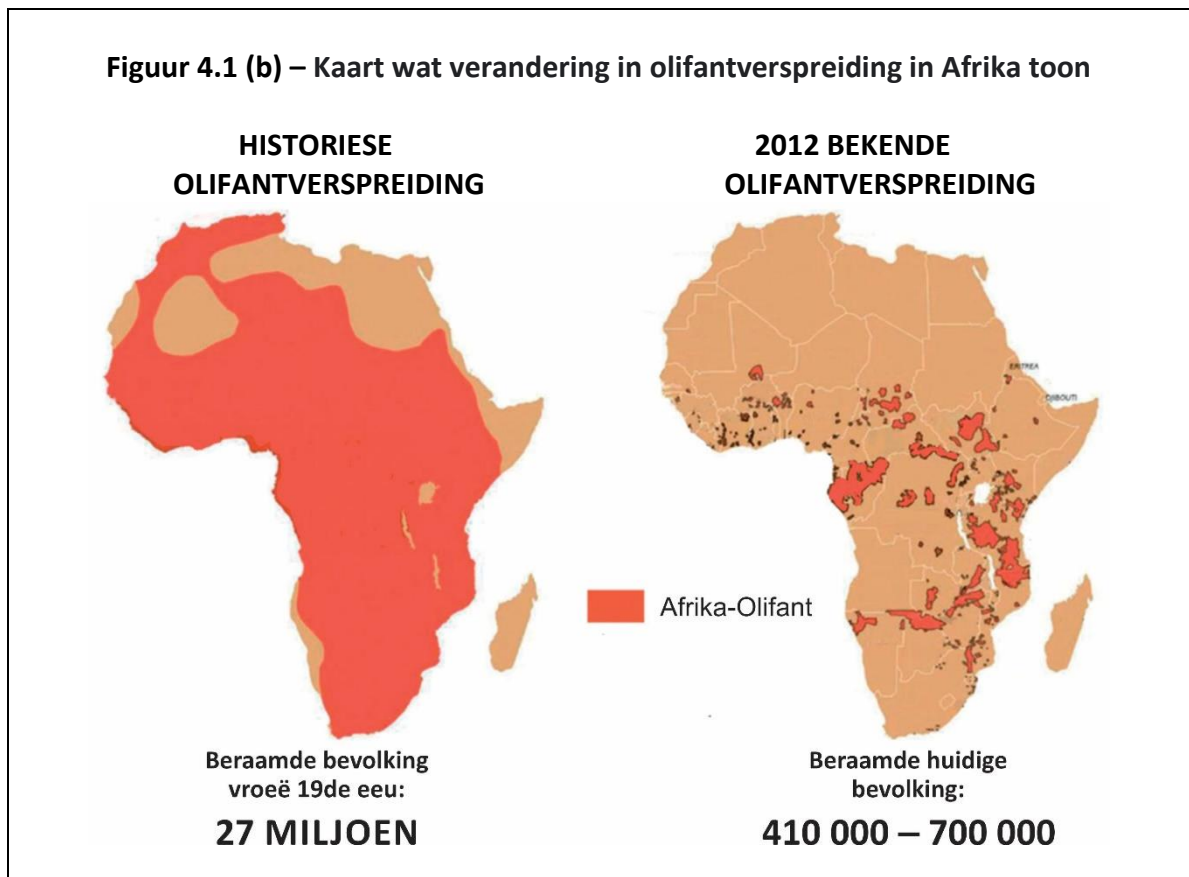 Figuur 4.1 (b) – Kaart wat verandering in olifantverspreiding in Afrika toon
HISTORIESE
OLIFANTVERSPREIDING
2012 BEKENDE
OLIFANTVERSPREIDING
ERITREA
DJIBOUTI
Afrika-Olifant
Beraamde bevolking
vroeë 19de eeu:
27 MILJOEN
Beraamde huidige
bevolking:
410 000 – 700 000